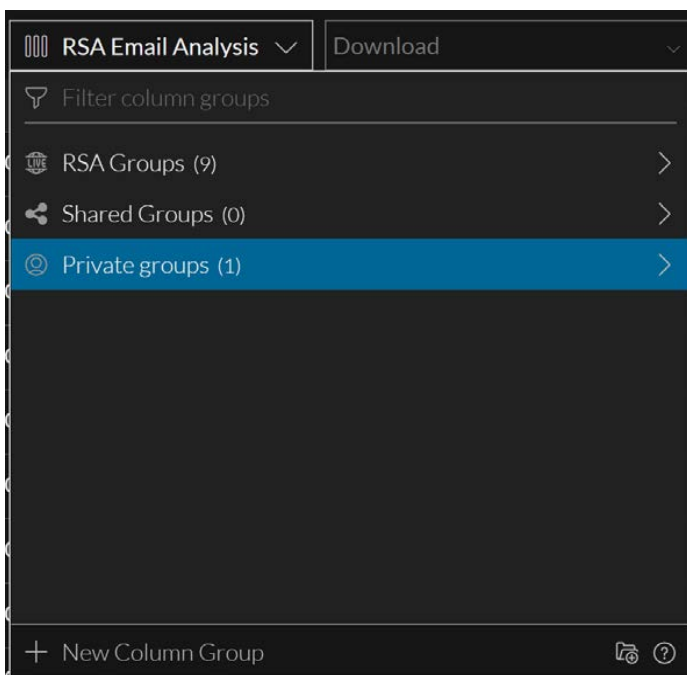 RSA Email Analysis
Download
Filter column groups
LIVE
RSA Groups (9)
Shared Groups (0)
Private groups (1)
New Column Group
?